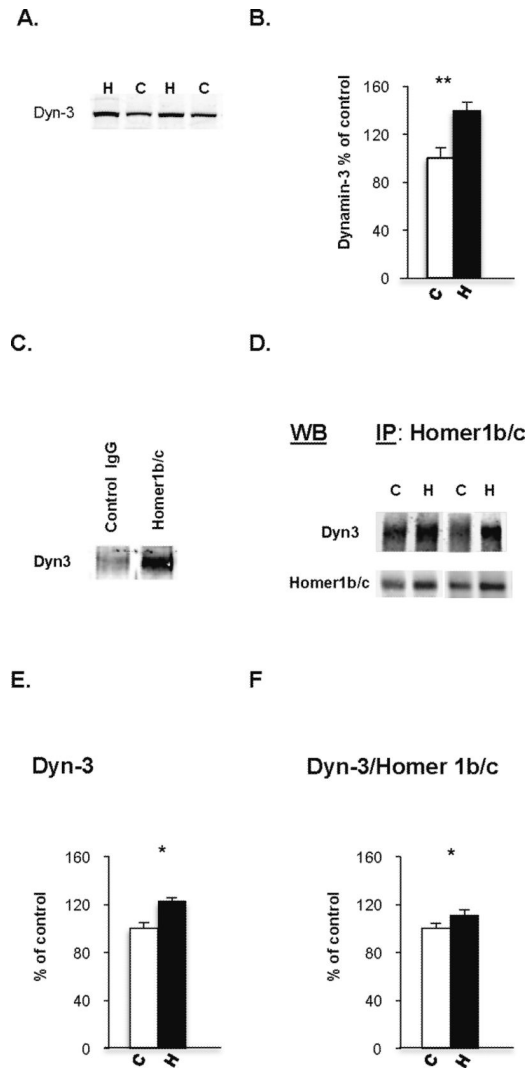 A.
H C H C
Dyn-3
B.
**
Dynamin-3 % of control
160
120
80
40
0
C H
C.
Control IgG
Homer1b/c
Dyn3
D.
WB IP: Homer1b/c
C H C H
Dyn3
Homer1b/c
E.
Dyn-3
*
% of control
160
120
80
40
0
C H
F
Dyn-3/Homer 1b/c
*
% of control
160
120
80
40
0
C H